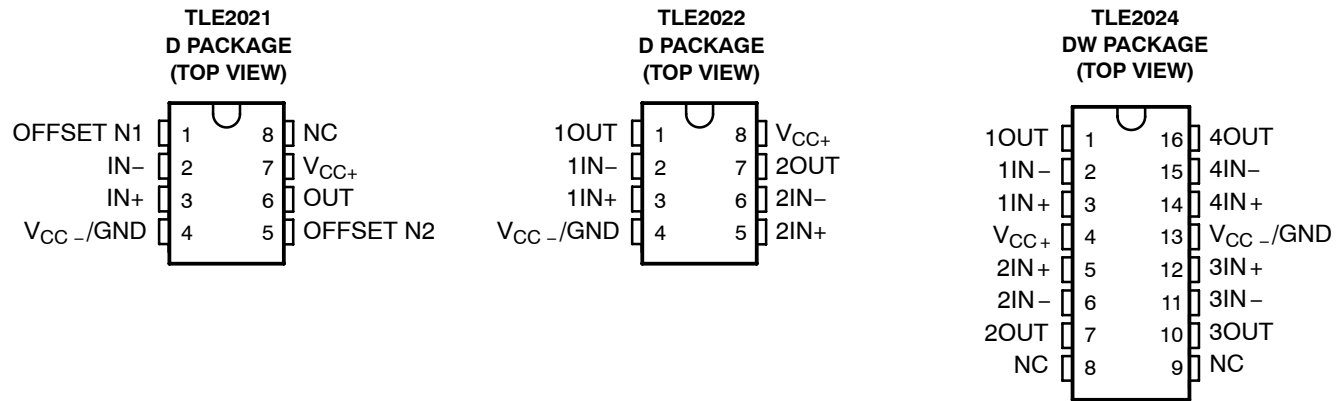 TLE2021
D PACKAGE
(TOP VIEW)
OFFSET N1 1 8 NC
IN− 2 7 VCC+
IN+ 3 6 OUT
VCC −/GND 4 5 OFFSET N2
TLE2022
D PACKAGE
(TOP VIEW)
1OUT 1 8 VCC+
1IN− 2 7 2OUT
1IN+ 3 6 2IN−
VCC −/GND 4 5 2IN+
TLE2024
DW PACKAGE
(TOP VIEW)
1OUT 1 16 4OUT
1IN− 2 15 4IN−
1IN+ 3 14 4IN+
VCC+ 4 13 VCC −/GND
2IN+ 5 12 3IN+
2IN− 6 11 3IN−
2OUT 7 10 3OUT
NC 8 9 NC